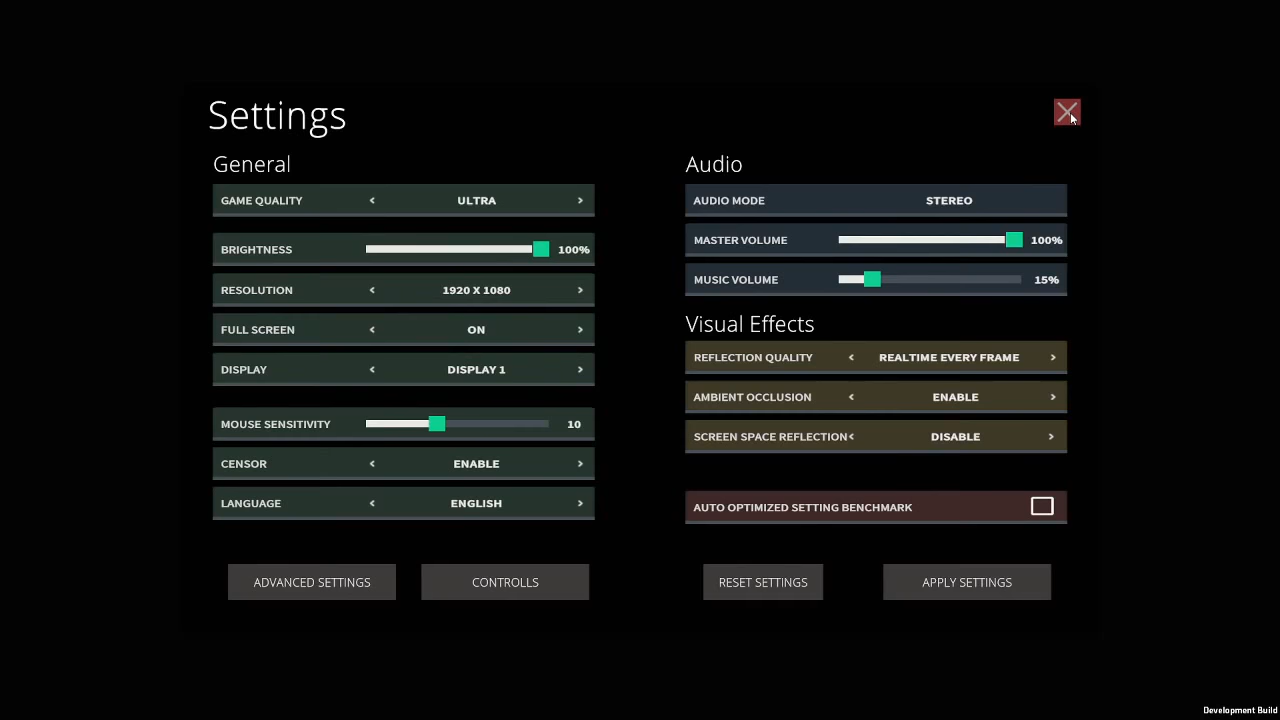 Settings
General
GAME QUALITY < ULTRA >
BRIGHTNESS 100%
RESOLUTION < 1920 X 1080 >
FULL SCREEN < ON >
DISPLAY < DISPLAY 1 >
MOUSE SENSITIVITY 10
CENSOR < ENABLE >
LANGUAGE < ENGLISH >
ADVANCED SETTINGS
CONTROLLS
Audio
AUDIO MODE STEREO
MASTER VOLUME 100%
MUSIC VOLUME 15%
Visual Effects
REFLECTION QUALITY < REALTIME EVERY FRAME >
AMBIENT OCCLUSION < ENABLE >
SCREEN SPACE REFLECTION < DISABLE >
AUTO OPTIMIZED SETTING BENCHMARK
RESET SETTINGS
APPLY SETTINGS
Development Build